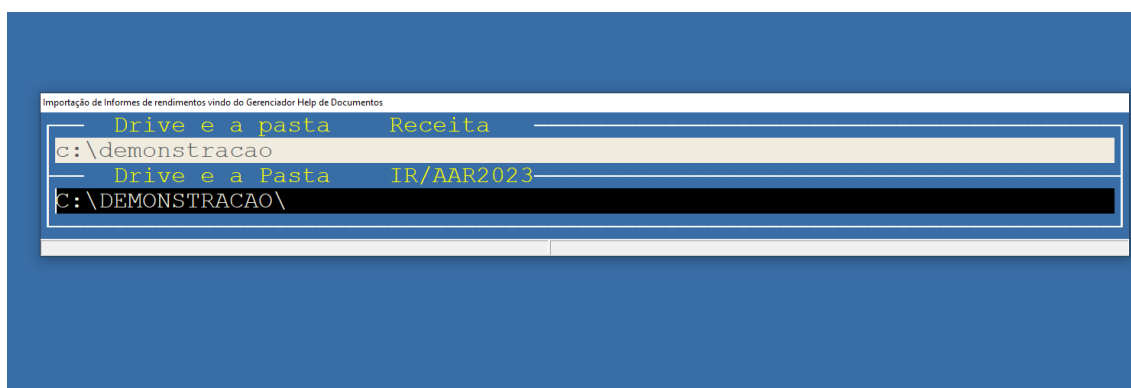 Importação de Informes de rendimentos vindo do Gerenciador Help de Documentos
Drive e a pasta Receita
c:\demonstracao
Drive e a Pasta IR/AAR2023
C:\DEMONSTRACAO\